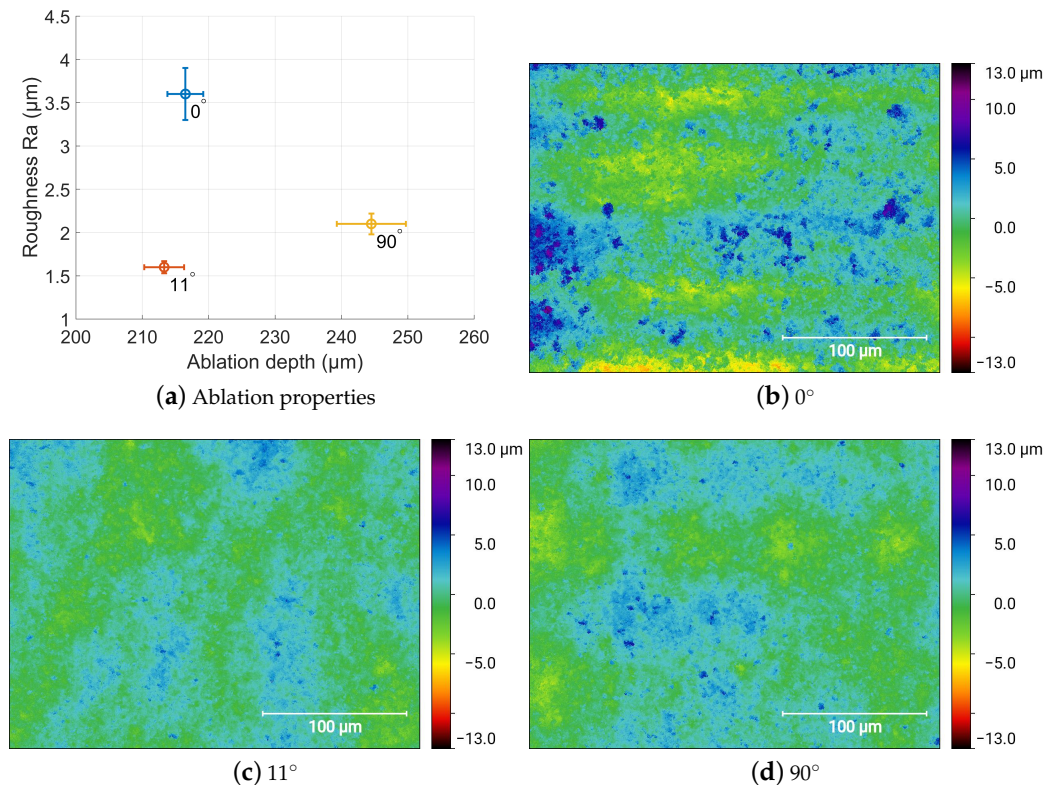 4.5
4
3.5
3
2.5
2
1.5
1
Roughness Ra (μm)
0°
90°
11°
200 210 220 230 240 250 260
Ablation depth (μm)
(a) Ablation properties
13.0 μm
10.0
5.0
0.0
−5.0
−13.0
100 μm
(b) 0°
13.0 μm
10.0
5.0
0.0
−5.0
−13.0
100 μm
(c) 11°
13.0 μm
10.0
5.0
0.0
−5.0
−13.0
100 μm
(d) 90°